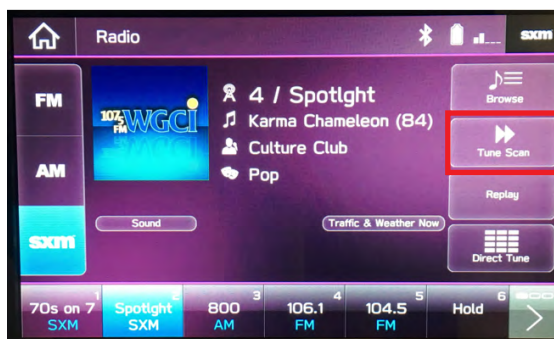 Radio
sxm
FM
AM
sxm
107.5
FM WGCI
4 / Spotlght
Karma Chameleon (84)
Culture Club
Pop
Sound
Traffic & Weather Now
Browse
Tune Scan
Replay
Direct Tune
1
70s on 7
SXM
2
Spotlght
SXM
3
800
AM
4
106.1
FM
5
104.5
FM
6
Hold